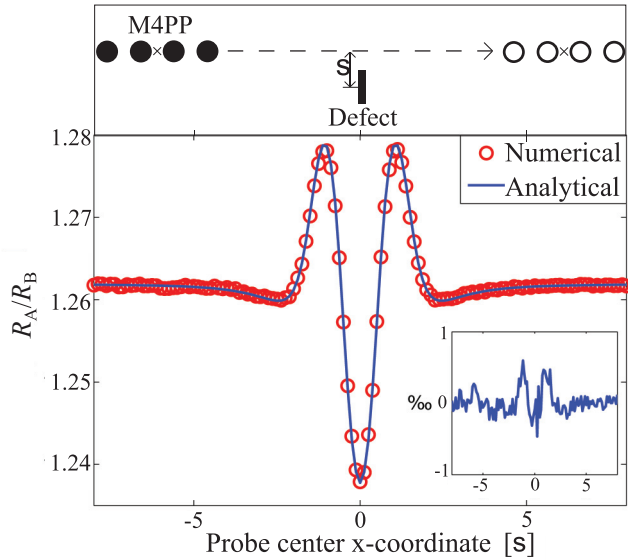 M4PP
s
Defect
1.28
1.27
1.26
1.25
1.24
R_A/R_B
Numerical
Analytical
1
0
-1
‰
-5
0
5
-5
0
5
Probe center x-coordinate [s]